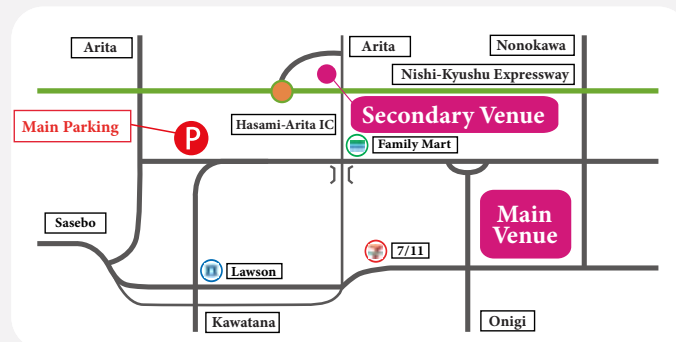 Arita
Arita
Nonokawa
Nishi-Kyushu Expressway
Secondary Venue
Main Parking
P
Hasami-Arita IC
Family Mart
Main
Venue
Sasebo
7/11
Lawson
Kawatana
Onigi